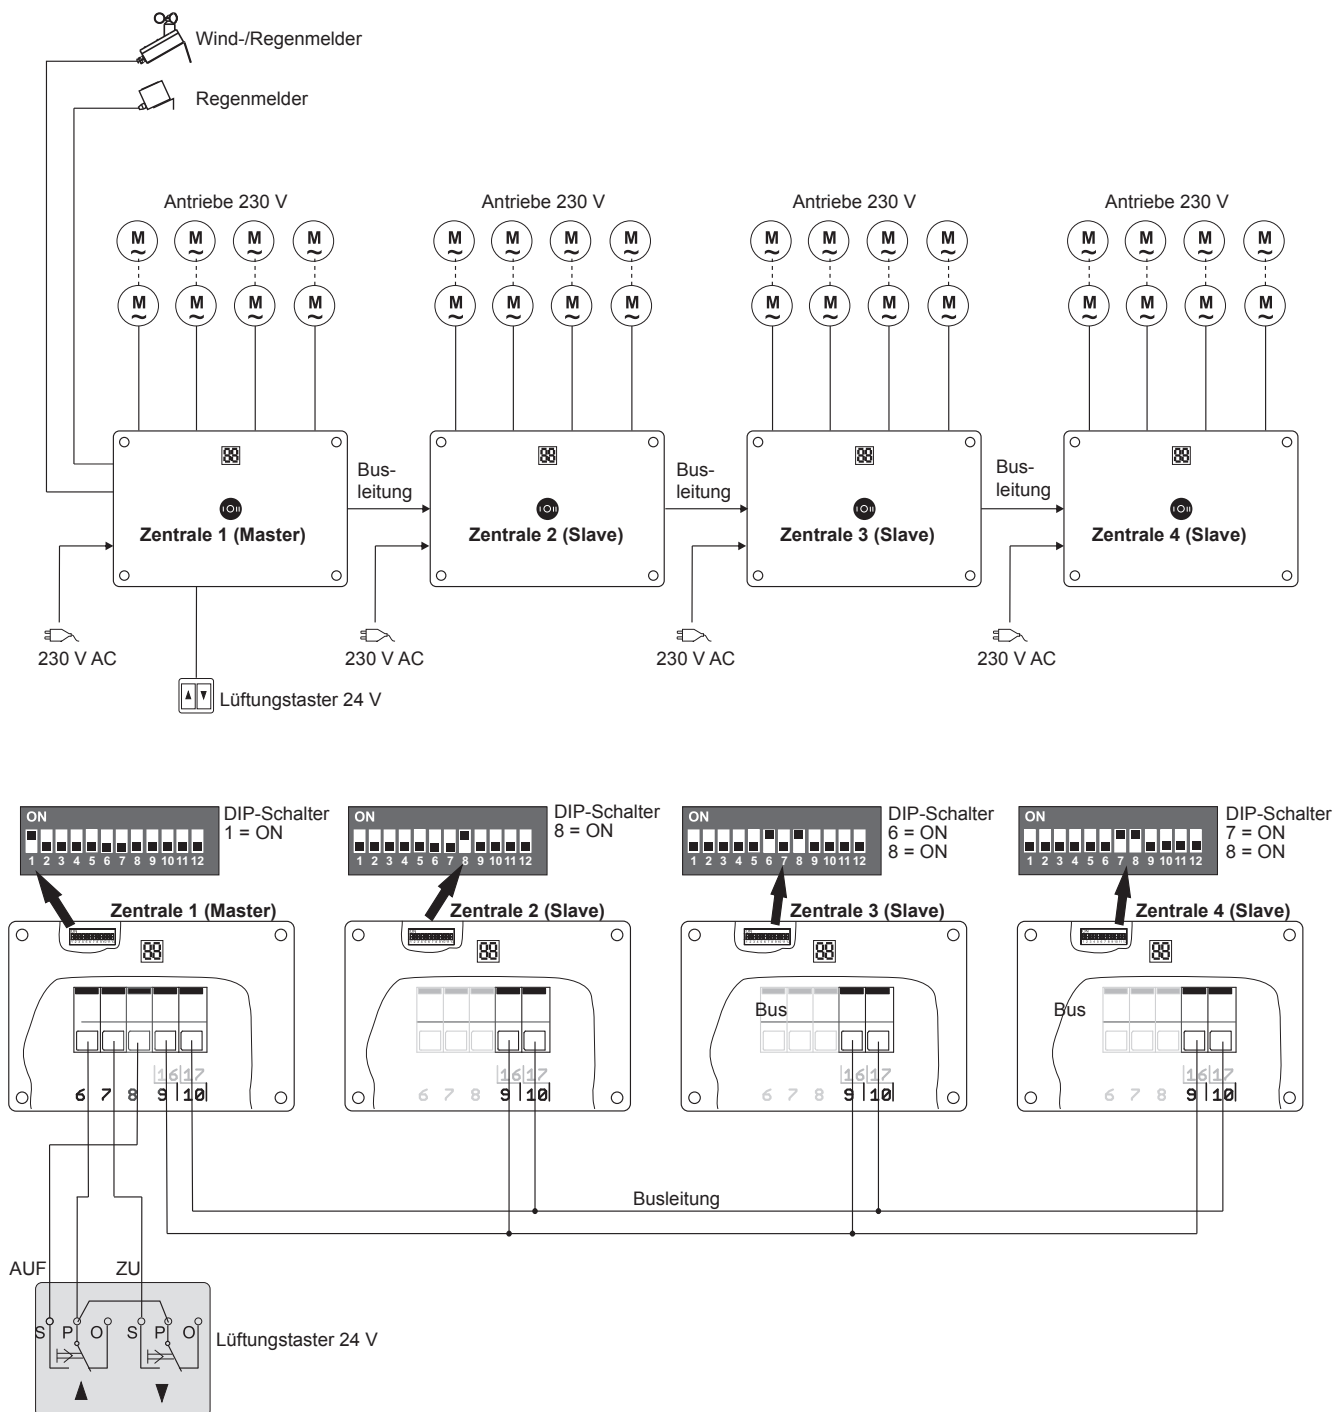 Wind-/Regenmelder
Regenmelder
Antriebe 230 V
Antriebe 230 V
Antriebe 230 V
Antriebe 230 V
M M M M
M M M M
M M M M
M M M M
M M M M
M M M M
M M M M
M M M M
Bus-
leitung
Bus-
leitung
Bus-
leitung
Zentrale 1 (Master)
Zentrale 2 (Slave)
Zentrale 3 (Slave)
Zentrale 4 (Slave)
230 V AC
230 V AC
230 V AC
230 V AC
Lüftungstaster 24 V
ON
1 2 3 4 5 6 7 8 9 10 11 12
DIP-Schalter
1 = ON
ON
1 2 3 4 5 6 7 8 9 10 11 12
DIP-Schalter
8 = ON
ON
1 2 3 4 5 6 7 8 9 10 11 12
DIP-Schalter
6 = ON
8 = ON
ON
1 2 3 4 5 6 7 8 9 10 11 12
DIP-Schalter
7 = ON
8 = ON
Zentrale 1 (Master)
Zentrale 2 (Slave)
Zentrale 3 (Slave)
Zentrale 4 (Slave)
Bus
Bus
16 17
6 7 8 9 10
16 17
6 7 8 9 10
16 17
6 7 8 9 10
16 17
6 7 8 9 10
Busleitung
AUF
ZU
S P O S P O
Lüftungstaster 24 V